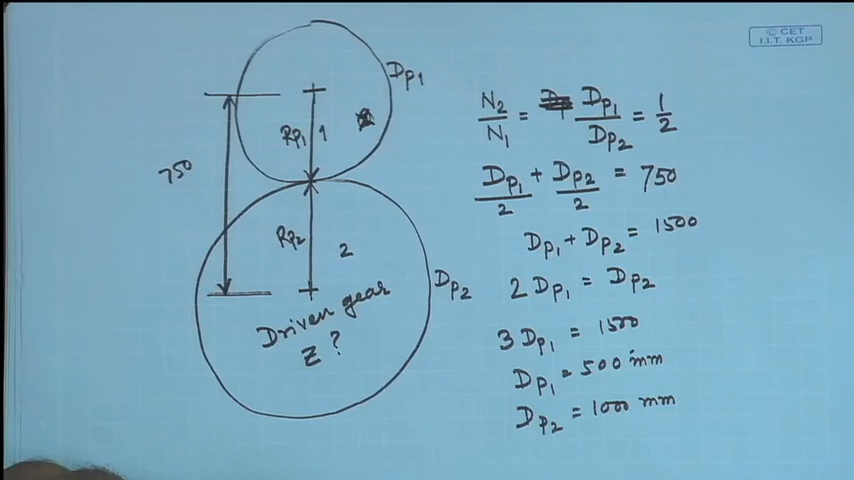 © CET
I.I.T. KGP
Dp1
Rp1 1
750
Rp2
2
Dp2
Driven gear
Z ?
N2/N1 = Dp1/Dp2 = 1/2
Dp1/2 + Dp2/2 = 750
Dp1 + Dp2 = 1500
2 Dp1 = Dp2
3 Dp1 = 1500
Dp1 = 500 mm
Dp2 = 1000 mm